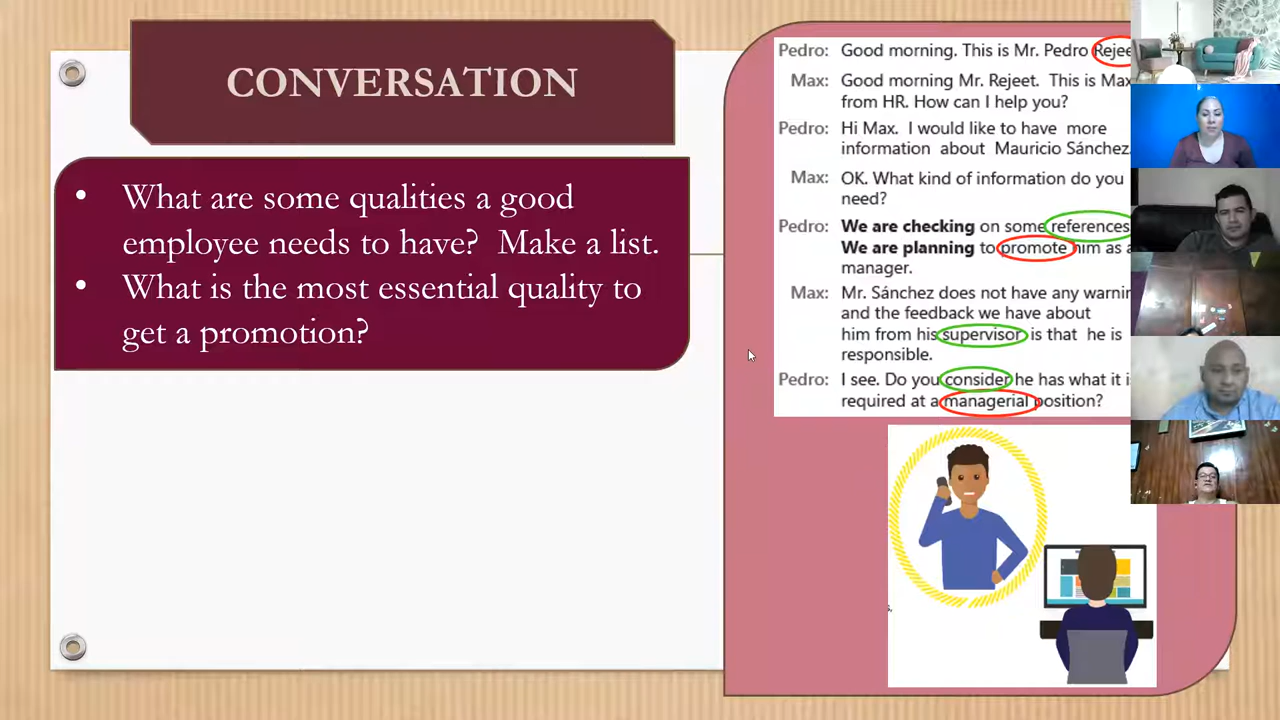 CONVERSATION
• What are some qualities a good
employee needs to have? Make a list.
• What is the most essential quality to
get a promotion?
Pedro: Good morning. This is Mr. Pedro
Max: Good morning Mr. Rejeet. This is Max
from HR. How can I help you?
Pedro: Hi Max. I would like to have more
information about Mauricio Sánchez.
Max: OK. What kind of information do you
need?
Pedro: We are checking on some references
We are planning to promote him as a
manager.
Max: Mr. Sánchez does not have any
and the feedback we have about
him from his supervisor is that he is
responsible.
Pedro: I see. Do you consider he has what it
required at a managerial position?